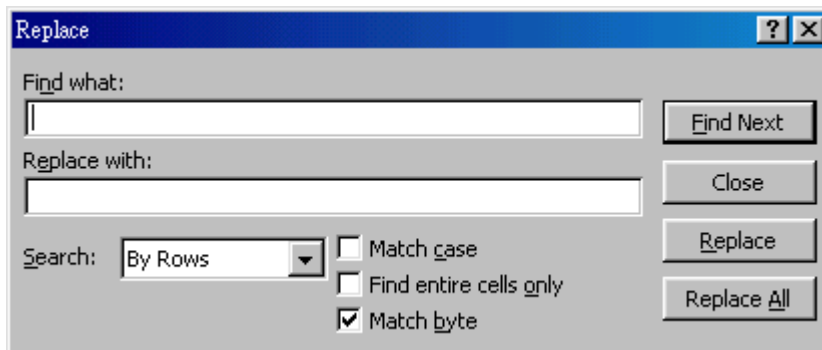 Replace
Find what:
Find Next
Replace with:
Close
Search:
By Rows
Match case
Find entire cells only
Match byte
Replace
Replace All